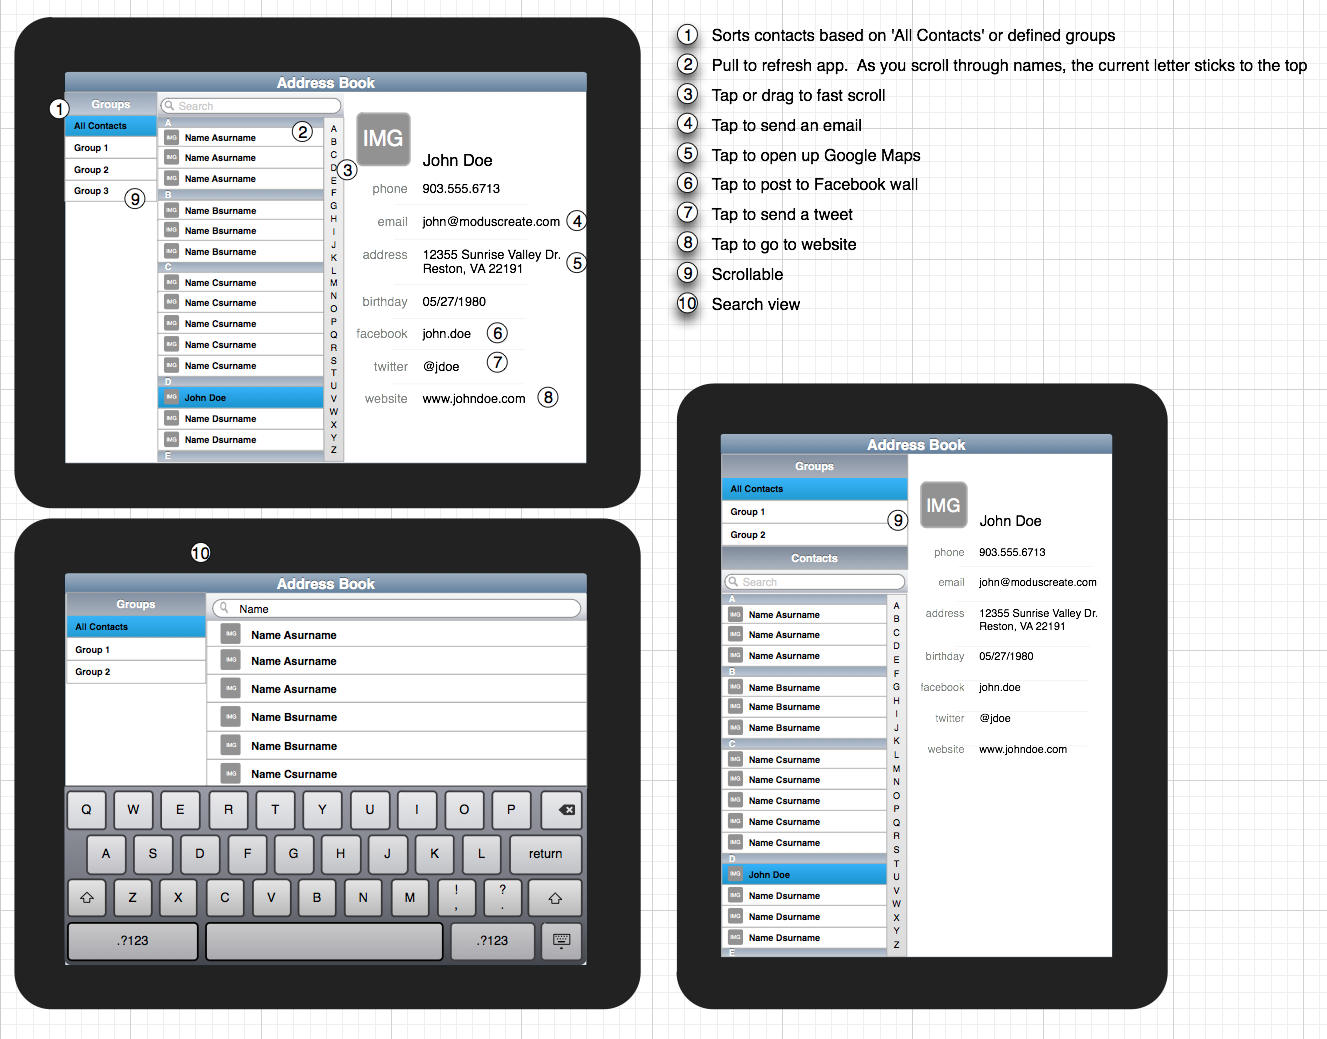 Address Book
1
Groups
All Contacts
Group 1
Group 2
Group 3
9
Search
A
IMG Name Asurname
2
IMG Name Asurname
IMG Name Asurname
B
IMG Name Bsurname
IMG Name Bsurname
IMG Name Bsurname
C
IMG Name Csurname
IMG Name Csurname
IMG Name Csurname
IMG Name Csurname
IMG Name Csurname
D
IMG John Doe
IMG Name Dsurname
IMG Name Dsurname
E
A
B
C
D
E
F
G
H
I
J
K
L
M
N
O
P
Q
R
S
T
U
V
W
X
Y
Z
3
IMG
John Doe
phone 903.555.6713
email john@moduscreate.com 4
address 12355 Sunrise Valley Dr.
Reston, VA 22191 5
birthday 05/27/1980
facebook john.doe 6
twitter @jdoe 7
website www.johndoe.com 8
1 Sorts contacts based on 'All Contacts' or defined groups
2 Pull to refresh app. As you scroll through names, the current letter sticks to the top
3 Tap or drag to fast scroll
4 Tap to send an email
5 Tap to open up Google Maps
6 Tap to post to Facebook wall
7 Tap to send a tweet
8 Tap to go to website
9 Scrollable
10 Search view
10
Address Book
Groups
All Contacts
Group 1
Group 2
Name
IMG Name Asurname
IMG Name Asurname
IMG Name Asurname
IMG Name Bsurname
IMG Name Bsurname
IMG Name Csurname
Q W E R T Y U I O P
A S D F G H J K L return
Z X C V B N M ! , ? .
.?123 .?123
Address Book
Groups
All Contacts
Group 1
9
Group 2
Contacts
Search
A
IMG Name Asurname
IMG Name Asurname
IMG Name Asurname
B
IMG Name Bsurname
IMG Name Bsurname
IMG Name Bsurname
C
IMG Name Csurname
IMG Name Csurname
IMG Name Csurname
IMG Name Csurname
IMG Name Csurname
D
IMG John Doe
IMG Name Dsurname
IMG Name Dsurname
IMG Name Dsurname
E
A
B
C
D
E
F
G
H
I
J
K
L
M
N
O
P
Q
R
S
T
U
V
W
X
Y
Z
IMG
John Doe
phone 903.555.6713
email john@moduscreate.com
address 12355 Sunrise Valley Dr.
Reston, VA 22191
birthday 05/27/1980
facebook john.doe
twitter @jdoe
website www.johndoe.com